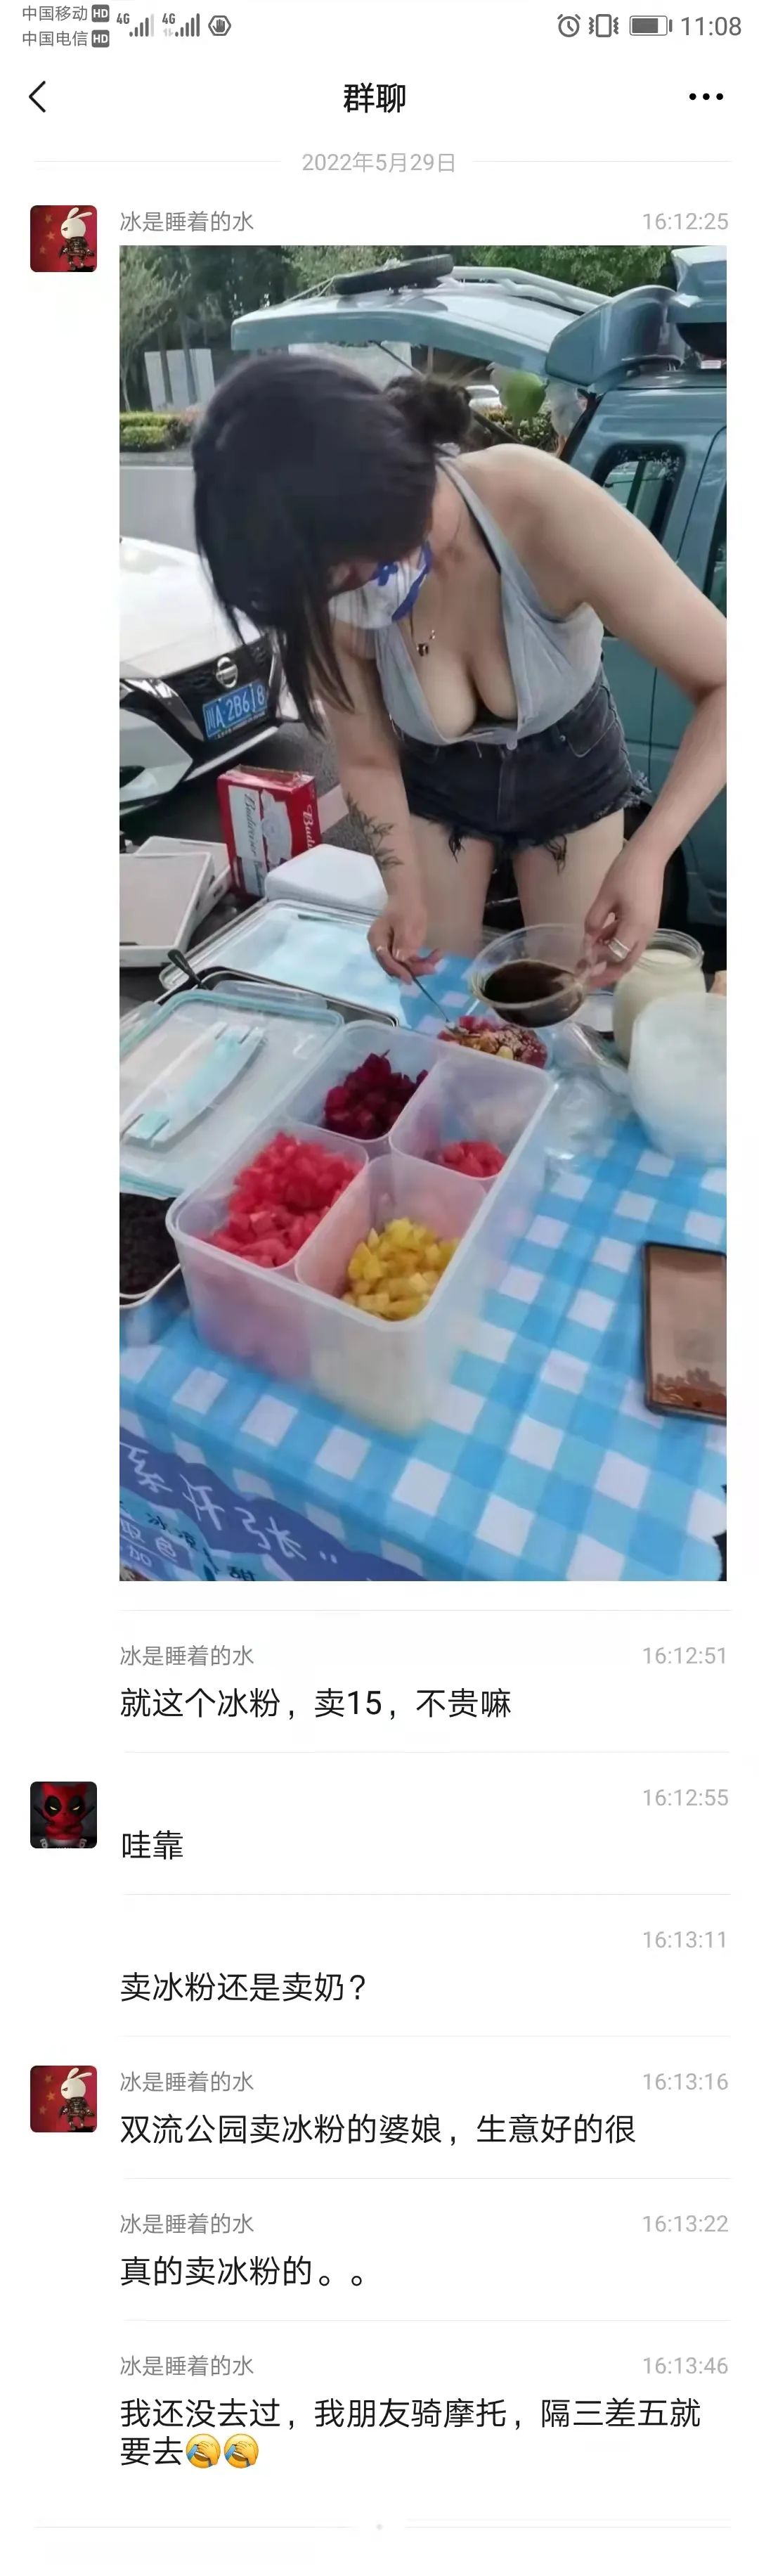 中国移动 HD 4G 4G 11:08
中国电信 HD
群聊
2022年5月29日
冰是睡着的水 16:12:25
川A·2B618
Budweiser
Bud
开张
取
加
冰是睡着的水 16:12:51
就这个冰粉，卖15，不贵嘛
16:12:55
哇靠
16:13:11
卖冰粉还是卖奶？
冰是睡着的水 16:13:16
双流公园卖冰粉的婆娘，生意好的很
冰是睡着的水 16:13:22
真的卖冰粉的。。
冰是睡着的水 16:13:46
我还没去过，我朋友骑摩托，隔三差五就
要去🤣🤣